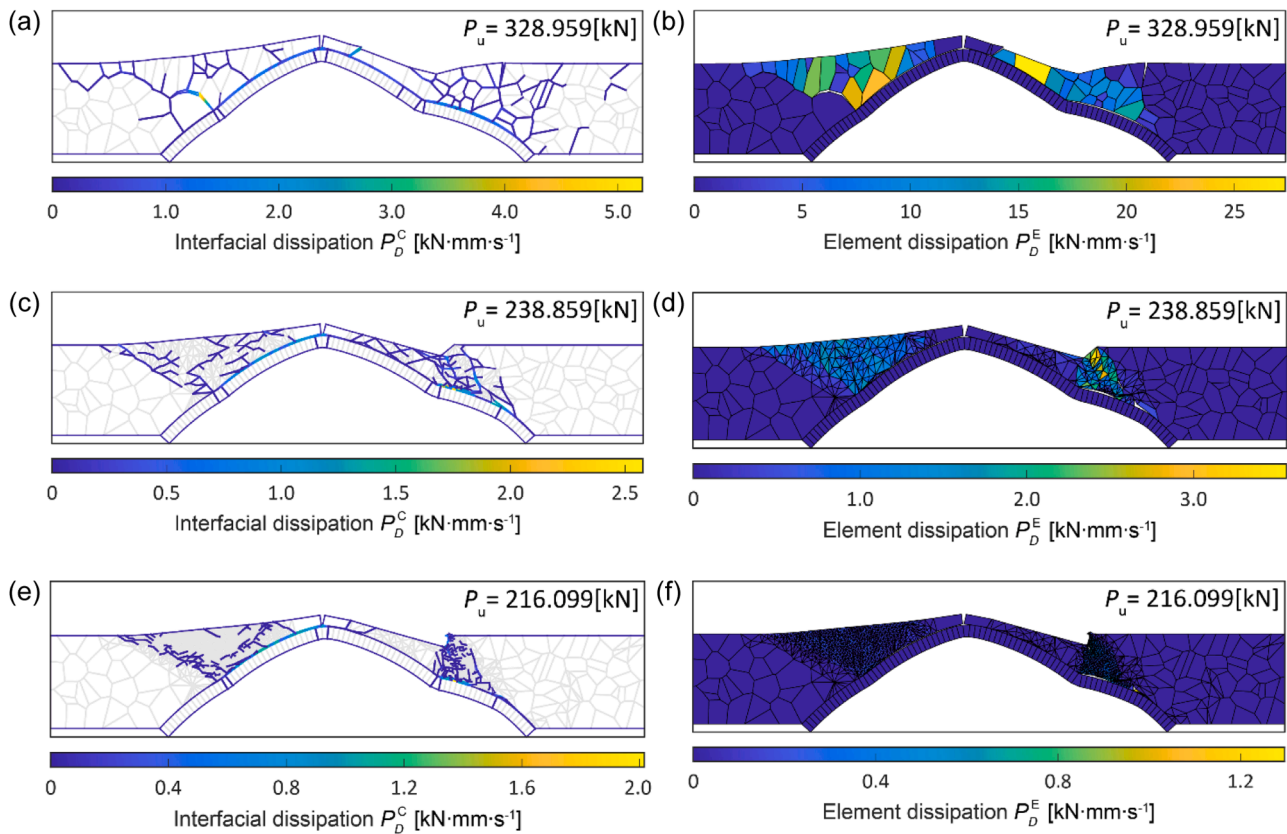 (a)
P_u = 328.959[kN]
0 1.0 2.0 3.0 4.0 5.0
Interfacial dissipation P_D^C [kN·mm·s⁻¹]
(b)
P_u = 328.959[kN]
0 5 10 15 20 25
Element dissipation P_D^E [kN·mm·s⁻¹]
(c)
P_u = 238.859[kN]
0 0.5 1.0 1.5 2.0 2.5
Interfacial dissipation P_D^C [kN·mm·s⁻¹]
(d)
P_u = 238.859[kN]
0 1.0 2.0 3.0
Element dissipation P_D^E [kN·mm·s⁻¹]
(e)
P_u = 216.099[kN]
0 0.4 0.8 1.2 1.6 2.0
Interfacial dissipation P_D^C [kN·mm·s⁻¹]
(f)
P_u = 216.099[kN]
0 0.4 0.8 1.2
Element dissipation P_D^E [kN·mm·s⁻¹]